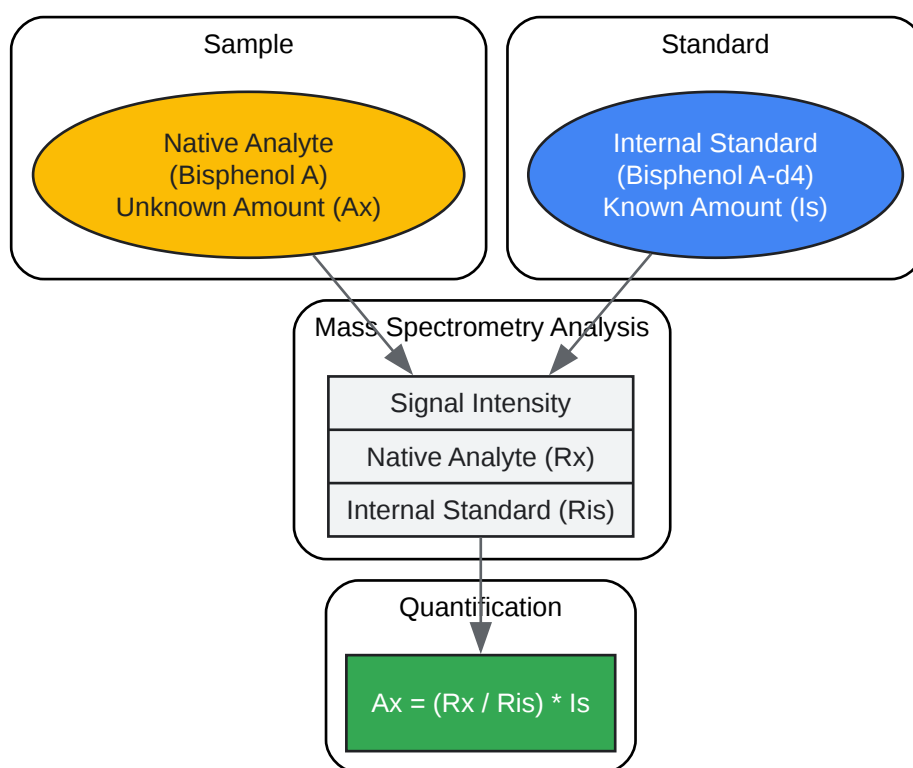 Sample
Native Analyte
(Bisphenol A)
Unknown Amount (Ax)
Standard
Internal Standard
(Bisphenol A-d4)
Known Amount (Is)
Mass Spectrometry Analysis
Signal Intensity
Native Analyte (Rx)
Internal Standard (Ris)
Quantification
Ax = (Rx / Ris) * Is